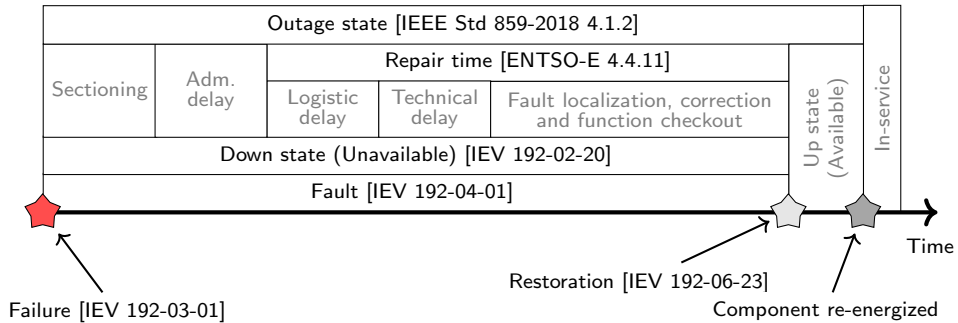 Outage state [IEEE Std 859-2018 4.1.2]
Repair time [ENTSO-E 4.4.11]
Sectioning
Adm.
delay
Logistic
delay
Technical
delay
Fault localization, correction
and function checkout
Up state
(Available)
In-service
Down state (Unavailable) [IEV 192-02-20]
Fault [IEV 192-04-01]
Time
Restoration [IEV 192-06-23]
Failure [IEV 192-03-01]
Component re-energized